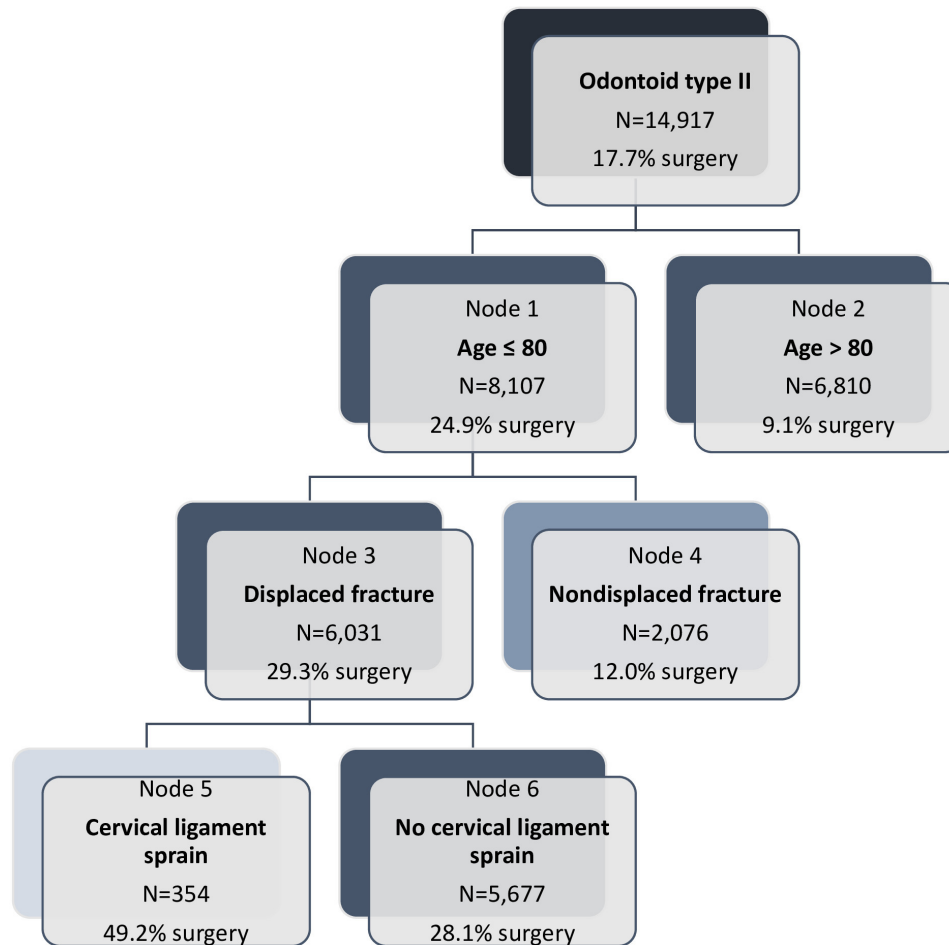 Odontoid type II
N=14,917
17.7% surgery
Node 1
Age ≤ 80
N=8,107
24.9% surgery
Node 2
Age > 80
N=6,810
9.1% surgery
Node 3
Displaced fracture
N=6,031
29.3% surgery
Node 4
Nondisplaced fracture
N=2,076
12.0% surgery
Node 5
Cervical ligament
sprain
N=354
49.2% surgery
Node 6
No cervical ligament
sprain
N=5,677
28.1% surgery